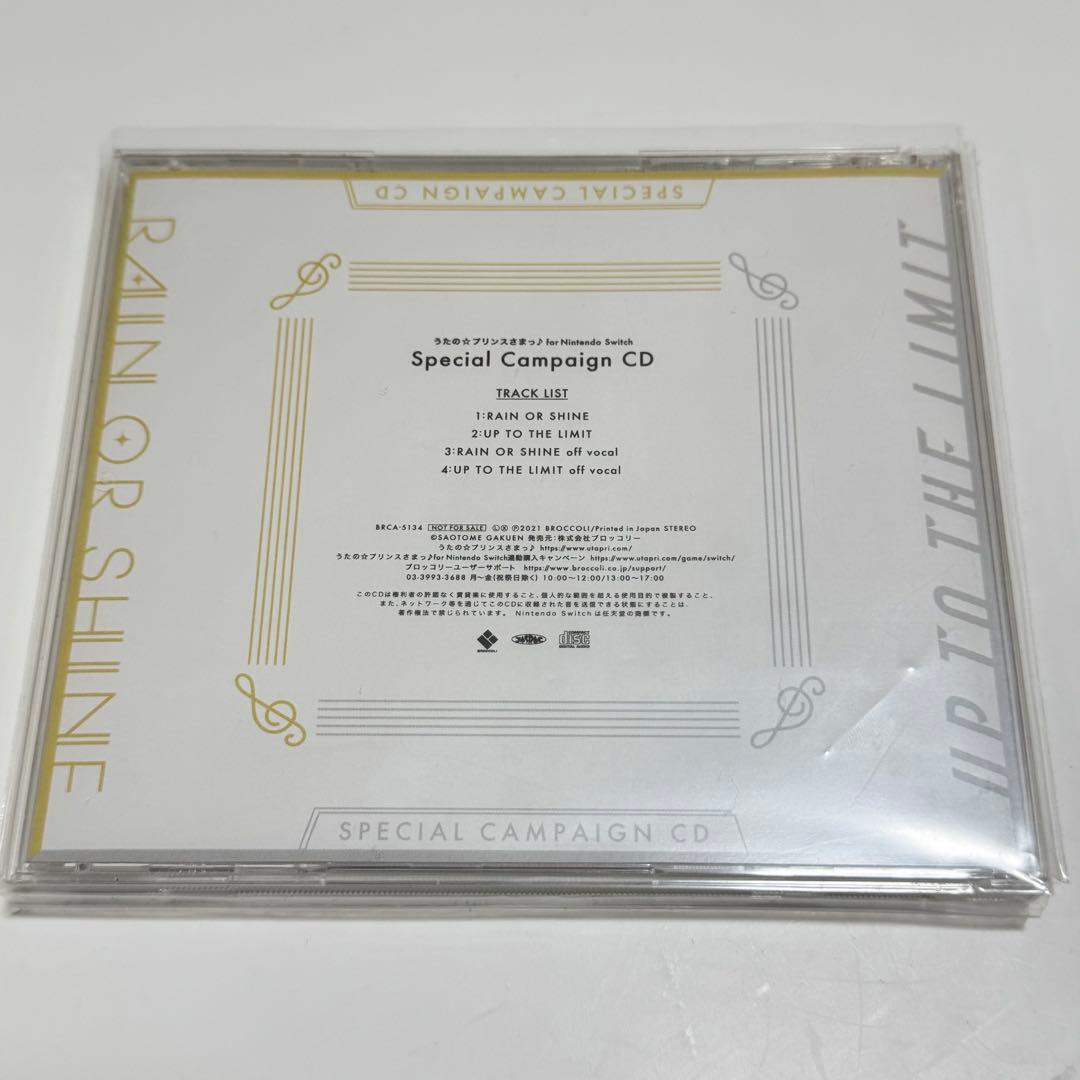 SPECIAL CAMPAIGN CD
RAIN OR SHINE
UP TO THE LIMIT
うたの☆プリンスさまっ♪ for Nintendo Switch
Special Campaign CD
TRACK LIST
1:RAIN OR SHINE
2:UP TO THE LIMIT
3:RAIN OR SHINE off vocal
4:UP TO THE LIMIT off vocal
BRCA-5134 NOT FOR SALE Ⓛ Ⓧ Ⓟ2021 BROCCOLI/Printed in Japan STEREO
©SAOTOME GAKUEN 発売元:株式会社ブロッコリー
うたの☆プリンスさまっ♪ https://www.utapri.com/
うたの☆プリンスさまっ♪for Nintendo Switch連動購入キャンペーン https://www.utapri.com/game/switch/
ブロッコリーユーザーサポート https://www.broccoli.co.jp/support/
03-3993-3688 月〜金(祝祭日除く) 10:00〜12:00/13:00〜17:00
このCDは権利者の許諾なく賃貸業に使用すること、個人的な範囲を超える使用目的で複製すること、
また、ネットワーク等を通じてこのCDに収録された音を送信できる状態にすることは、
著作権法で禁じられています。 Nintendo Switchは任天堂の商標です。
BROCCOLI
JASRAC
COMPACT
disc
DIGITAL AUDIO
SPECIAL CAMPAIGN CD